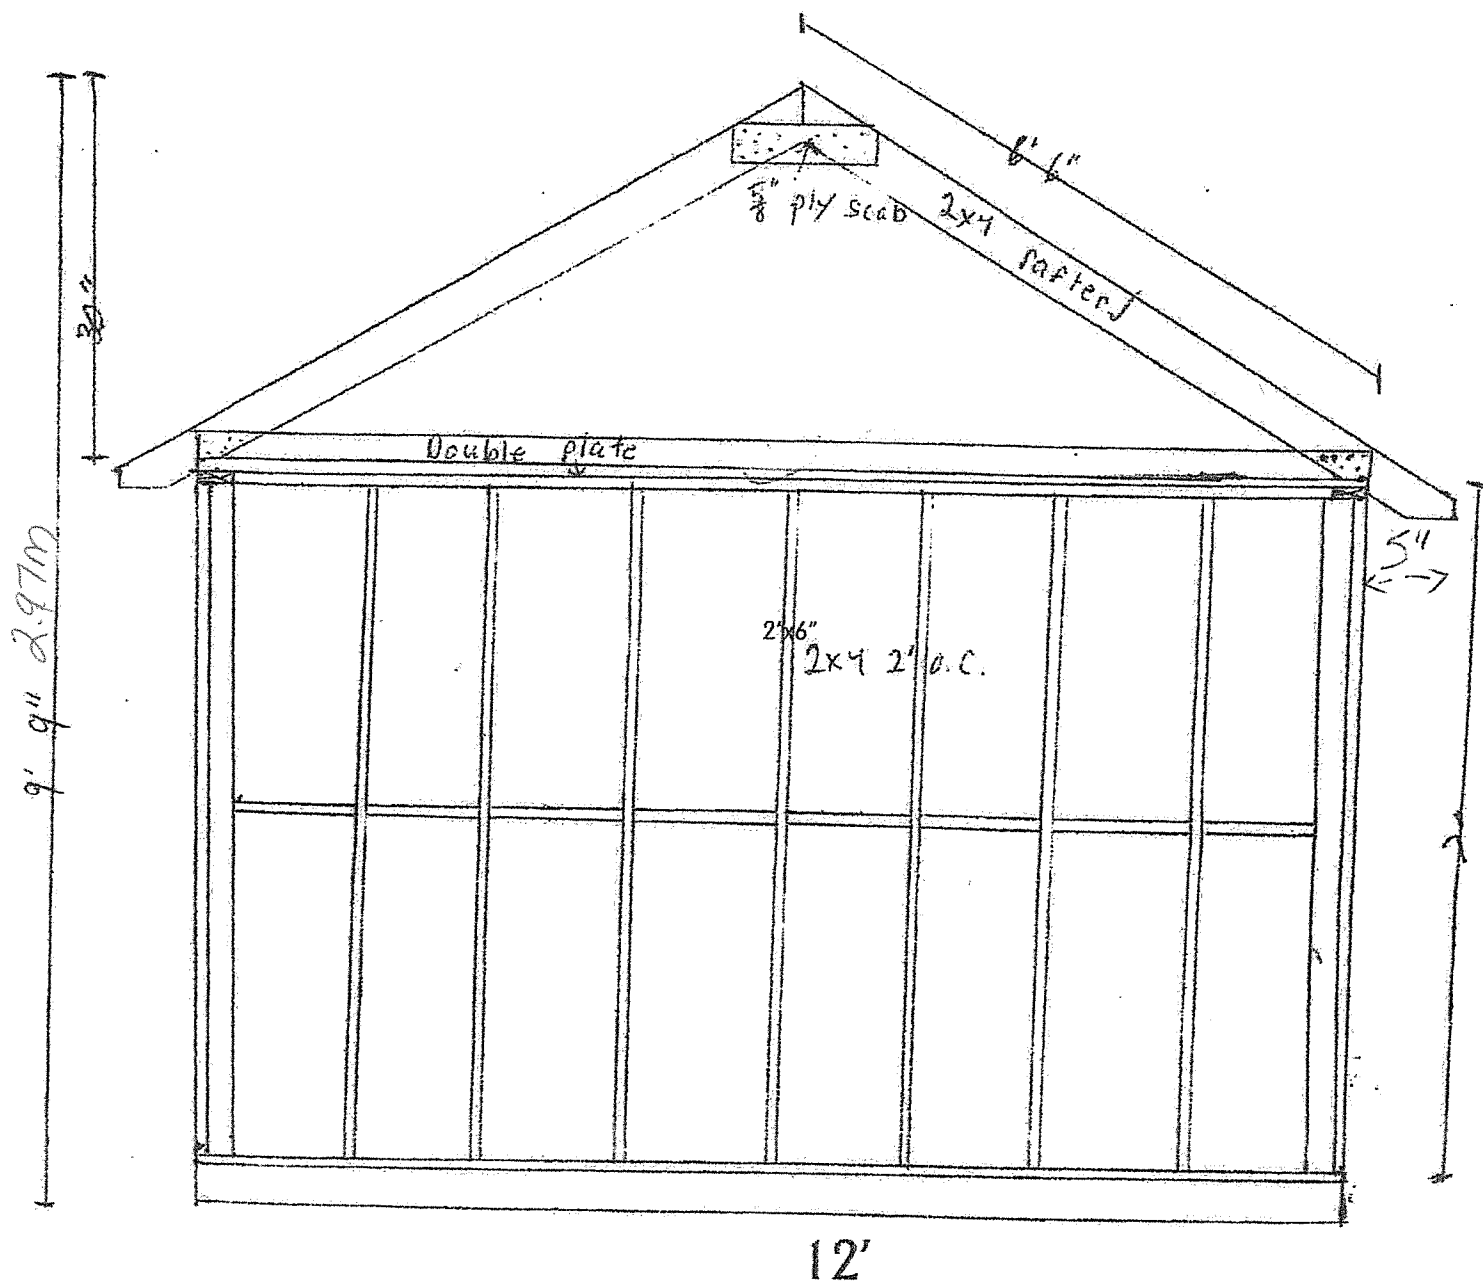 6' 6"
5/8" ply scab
2x4 rafters
30"
Double plate
5"
2'x6"
2x4 2' o.c.
9' 9" 2.97m
12'